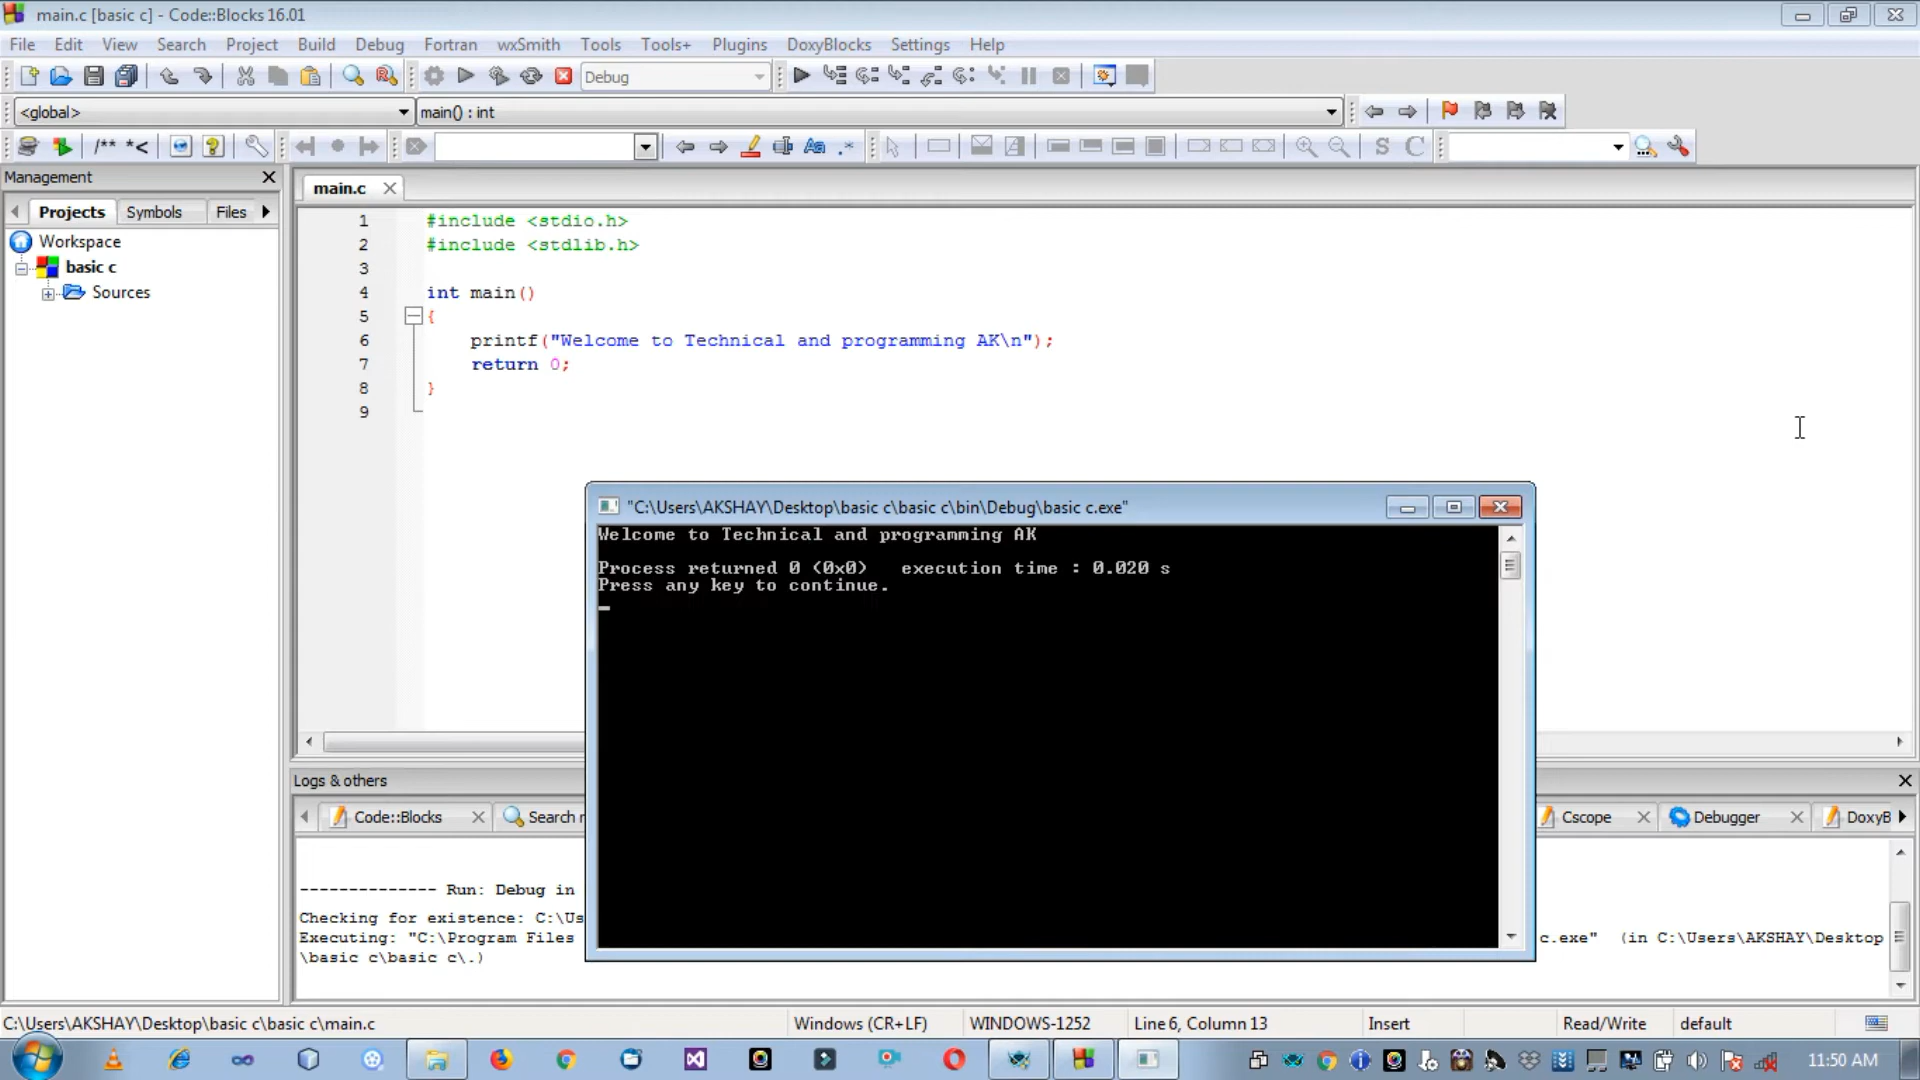 main.c [basic c] - Code::Blocks 16.01
File Edit View Search Project Build Debug Fortran wxSmith Tools Tools+ Plugins DoxyBlocks Settings Help
Debug
<global> main() : int
/** *<
Management
Projects Symbols Files
Workspace
basic c
Sources
main.c
1 #include <stdio.h>
2 #include <stdlib.h>
3
4 int main()
5 {
6 printf("Welcome to Technical and programming AK\n");
7 return 0;
8 }
9
"C:\Users\AKSHAY\Desktop\basic c\basic c\bin\Debug\basic c.exe"
Welcome to Technical and programming AK
Process returned 0 (0x0)   execution time : 0.020 s
Press any key to continue.
Logs & others
Code::Blocks Search r Cscope Debugger DoxyB
-------------- Run: Debug in
Checking for existence: C:\Us
Executing: "C:\Program Files c.exe" (in C:\Users\AKSHAY\Desktop
\basic c\basic c\.)
C:\Users\AKSHAY\Desktop\basic c\basic c\main.c Windows (CR+LF) WINDOWS-1252 Line 6, Column 13 Insert Read/Write default
11:50 AM